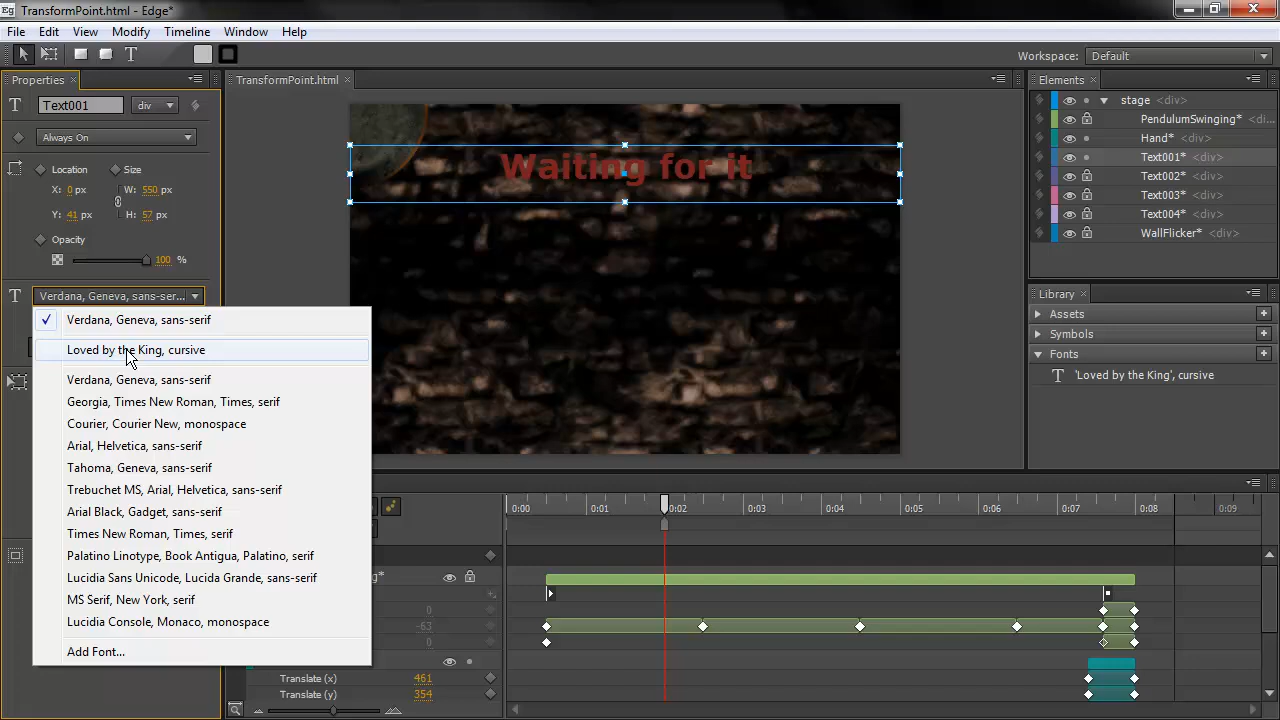 Eg TransformPoint.html - Edge*
File Edit View Modify Timeline Window Help
T
Workspace: Default
Properties
TransformPoint.html
Elements
T Text001 div
Always On
Location Size
X: 0 px W: 550 px
Y: 41 px H: 57 px
Opacity
100 %
T Verdana, Geneva, sans-ser...
Verdana, Geneva, sans-serif
Loved by the King, cursive
Verdana, Geneva, sans-serif
Georgia, Times New Roman, Times, serif
Courier, Courier New, monospace
Arial, Helvetica, sans-serif
Tahoma, Geneva, sans-serif
Trebuchet MS, Arial, Helvetica, sans-serif
Arial Black, Gadget, sans-serif
Times New Roman, Times, serif
Palatino Linotype, Book Antiqua, Palatino, serif
Lucidia Sans Unicode, Lucida Grande, sans-serif
MS Serif, New York, serif
Lucidia Console, Monaco, monospace
Add Font...
Waiting for it
stage <div>
PendulumSwinging* <di...
Hand* <div>
Text001* <div>
Text002* <div>
Text003* <div>
Text004* <div>
WallFlicker* <div>
Library
Assets
Symbols
Fonts
T 'Loved by the King', cursive
0:00 0:01 0:02 0:03 0:04 0:05 0:06 0:07 0:08 0:09
0
-63
0
Translate (x) 461
Translate (y) 354